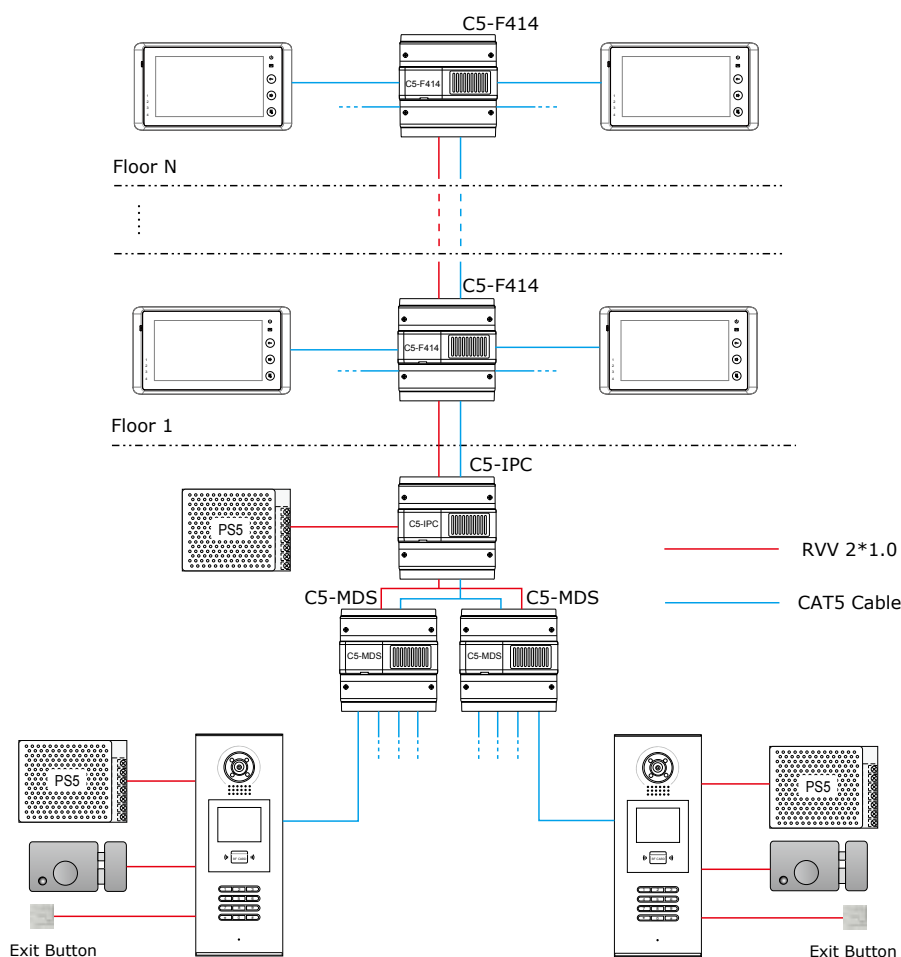 C5-F414
C5-F414
Floor N
C5-F414
C5-F414
Floor 1
C5-IPC
PS5
C5-IPC
RVV 2*1.0
C5-MDS
C5-MDS
CAT5 Cable
C5-MDS
C5-MDS
PS5
PS5
Exit Button
Exit Button